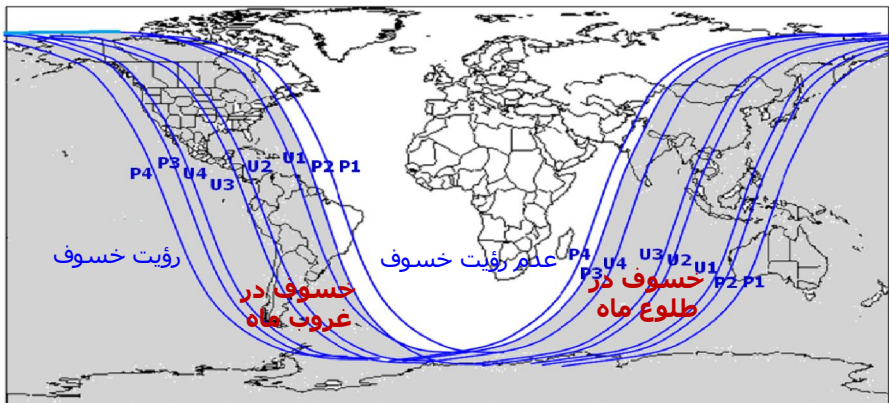 P4 P3 U4 U3 U2 U1 P2 P1
P4 P3 U4 U3 U2 U1 P2 P1
رؤیت خسوف
عدم رؤیت خسوف
خسوف در
غروب ماه
خسوف در
طلوع ماه